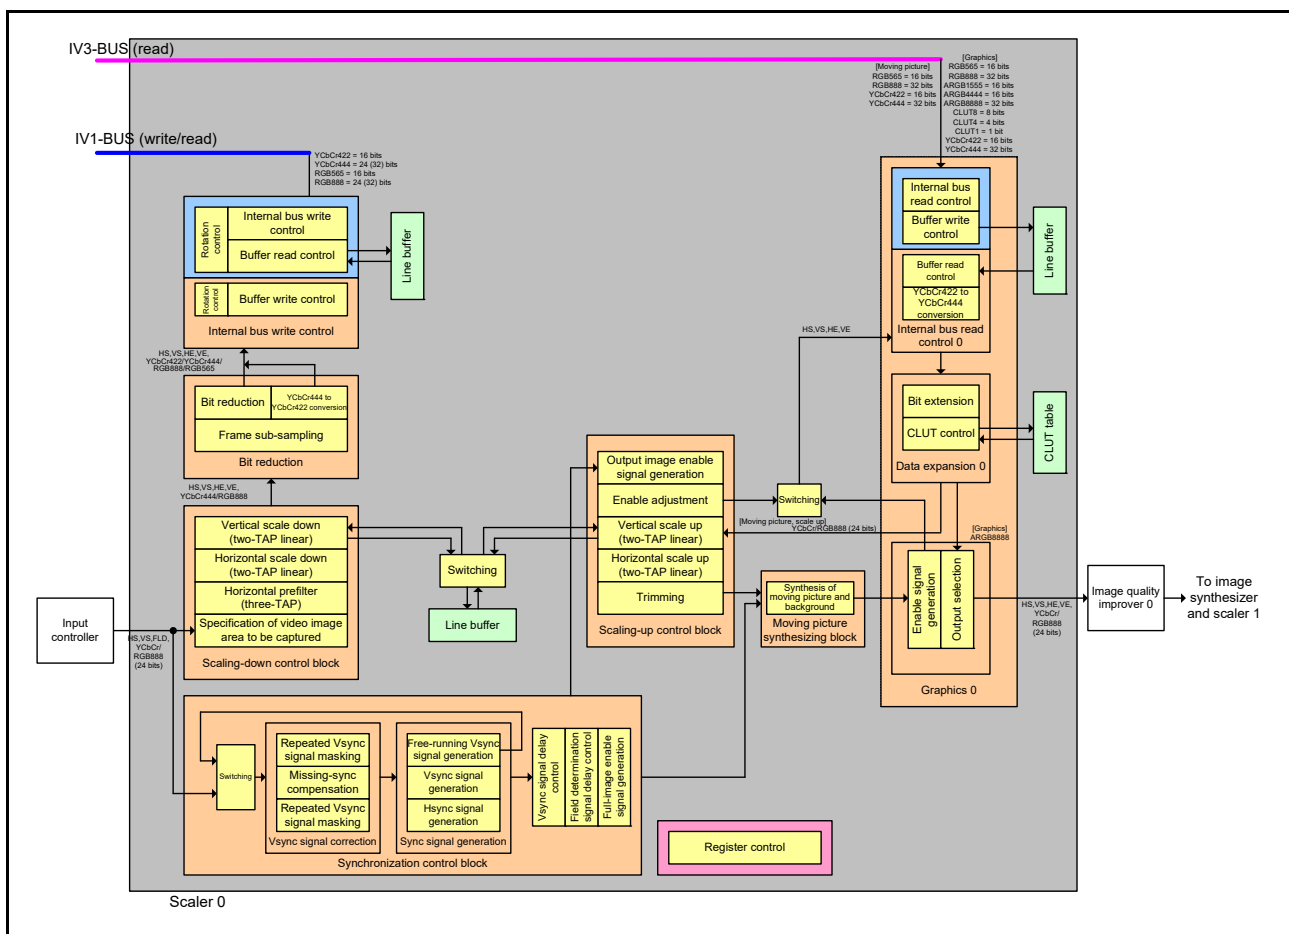 IV3-BUS (read)
[Moving picture]
RGB565 = 16 bits
RGB888 = 32 bits
YCbCr422 = 16 bits
YCbCr444 = 32 bits
[Graphics]
RGB565 = 16 bits
RGB888 = 32 bits
ARGB1555 = 16 bits
ARGB4444 = 16 bits
ARGB8888 = 32 bits
CLUT8 = 8 bits
CLUT4 = 4 bits
CLUT1 = 1 bit
YCbCr422 = 16 bits
YCbCr444 = 32 bits
IV1-BUS (write/read)
YCbCr422 = 16 bits
YCbCr444 = 24 (32) bits
RGB565 = 16 bits
RGB888 = 24 (32) bits
Rotation
control
Internal bus write
control
Buffer read control
Line buffer
Rotation
control
Buffer write control
Internal bus write control
HS,VS,HE,VE,
YCbCr422/YCbCr444/
RGB888/RGB565
Bit reduction
YCbCr444 to
YCbCr422 conversion
Frame sub-sampling
Bit reduction
HS,VS,HE,VE,
YCbCr444/RGB888
Vertical scale down
(two-TAP linear)
Horizontal scale down
(two-TAP linear)
Horizontal prefilter
(three-TAP)
Specification of video image
area to be captured
Scaling-down control block
Input
controller
HS,VS,FLD,
YCbCr/
RGB888
(24 bits)
Switching
Line buffer
Output image enable
signal generation
Enable adjustment
Vertical scale up
(two-TAP linear)
Horizontal scale up
(two-TAP linear)
Trimming
Scaling-up control block
Switching
HS,VS,HE,VE
[Moving picture, scale up]
YCbCr/RGB888 (24 bits)
Synthesis of
moving picture and
background
Moving picture
synthesizing block
Internal bus
read control
Buffer write
control
Line buffer
Buffer read
control
YCbCr422 to
YCbCr444
conversion
Internal bus read
control 0
Bit extension
CLUT control
CLUT table
Data expansion 0
[Graphics]
ARGB8888
Enable signal
generation
Output selection
Graphics 0
HS,VS,HE,VE,
YCbCr/
RGB888
(24 bits)
Image quality
improver 0
To image
synthesizer
and scaler 1
Switching
Repeated Vsync
signal masking
Missing-sync
compensation
Repeated Vsync
signal masking
Vsync signal correction
Free-running Vsync
signal generation
Vsync signal
generation
Hsync signal
generation
Sync signal generation
Vsync signal delay
control
Field determination
signal delay control
Full-image enable
signal generation
Synchronization control block
Register control
Scaler 0